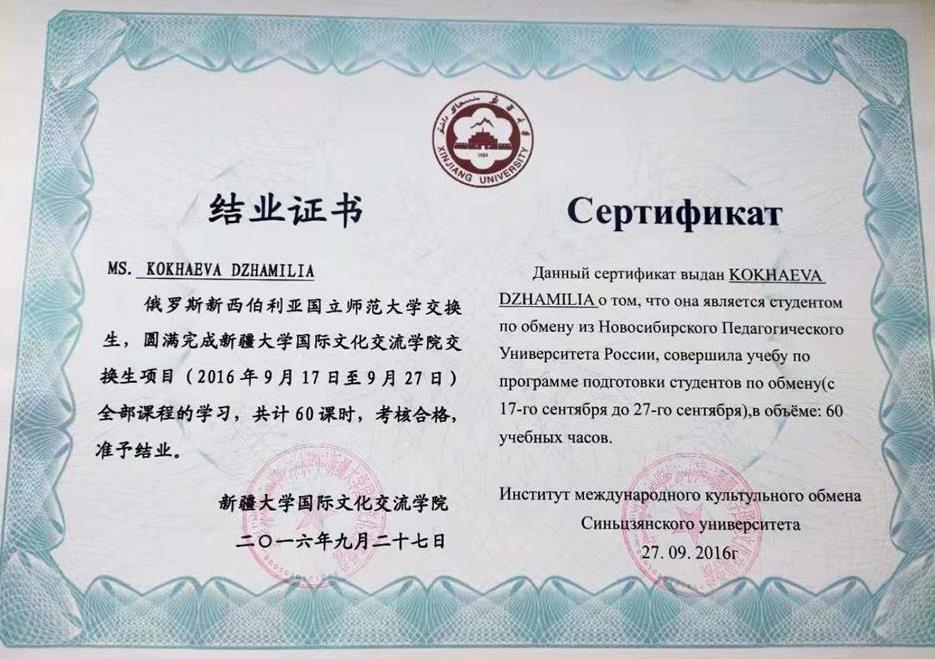 新疆大学
XINJIANG UNIVERSITY
1924
结业证书
MS. KOKHAEVA DZHAMILIA
俄罗斯新西伯利亚国立师范大学交换
生，圆满完成新疆大学国际文化交流学院交
换生项目（2016年9月17日至9月27日）
全部课程的学习，共计60课时，考核合格，
准予结业。
新疆大学国际文化交流学院
二〇一六年九月二十七日
Сертификат
Данный сертификат выдан KOKHAEVA
DZHAMILIA о том, что она является студентом
по обмену из Новосибирского Педагогического
Университета России, совершила учебу по
программе подготовки студентов по обмену(с
17-го сентября до 27-го сентября),в объёме: 60
учебных часов.
Институт международного культульного обмена
Синьцзянского университета
27. 09. 2016г